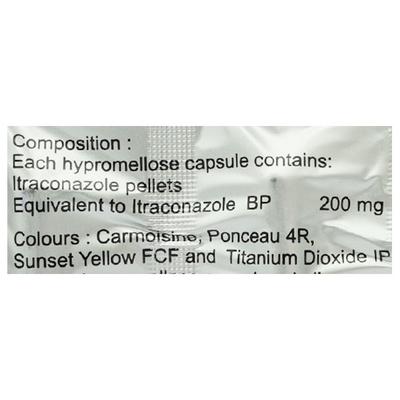 Composition :
Each hypromellose capsule contains:
Itraconazole pellets
Equivalent to Itraconazole BP 200 mg
Colours : Carmoisine, Ponceau 4R,
Sunset Yellow FCF and Titanium Dioxide IP